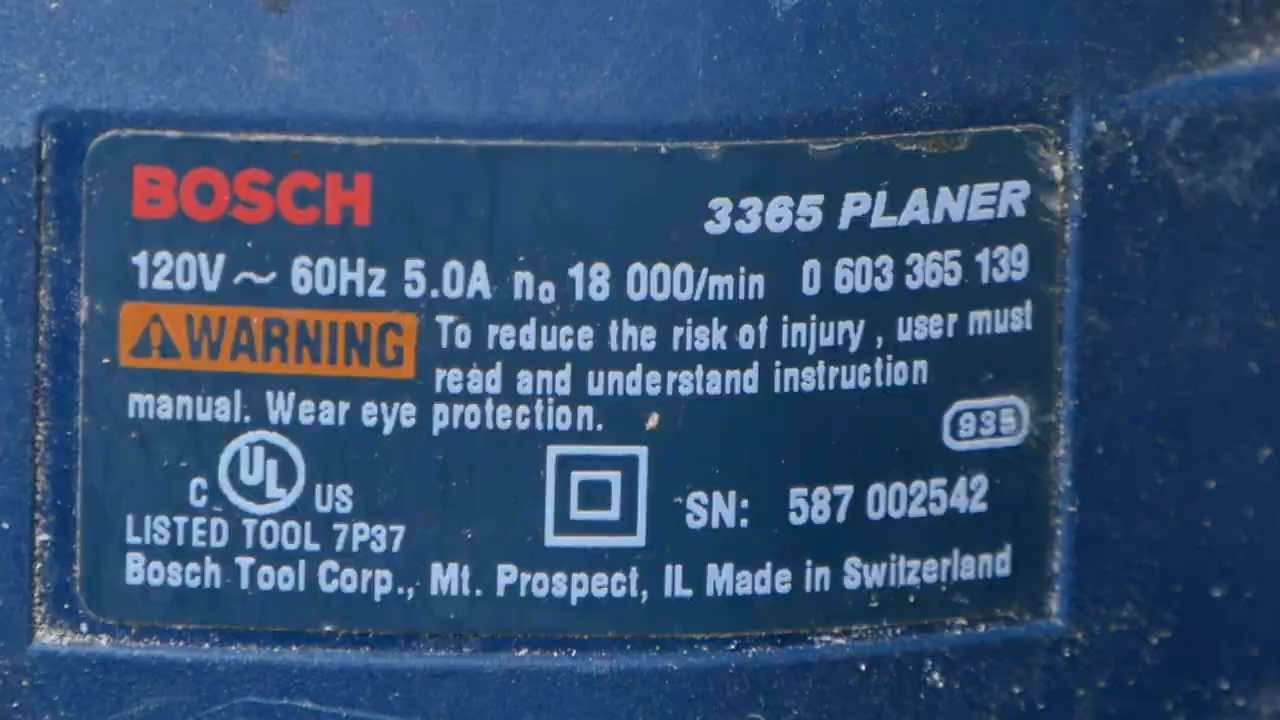 BOSCH
3365 PLANER
120V ~ 60Hz 5.0A no 18 000/min 0 603 365 139
WARNING To reduce the risk of injury , user must
read and understand instruction
manual. Wear eye protection.
935
C UL US
LISTED TOOL 7P37
SN: 587 002542
Bosch Tool Corp., Mt. Prospect, IL Made in Switzerland